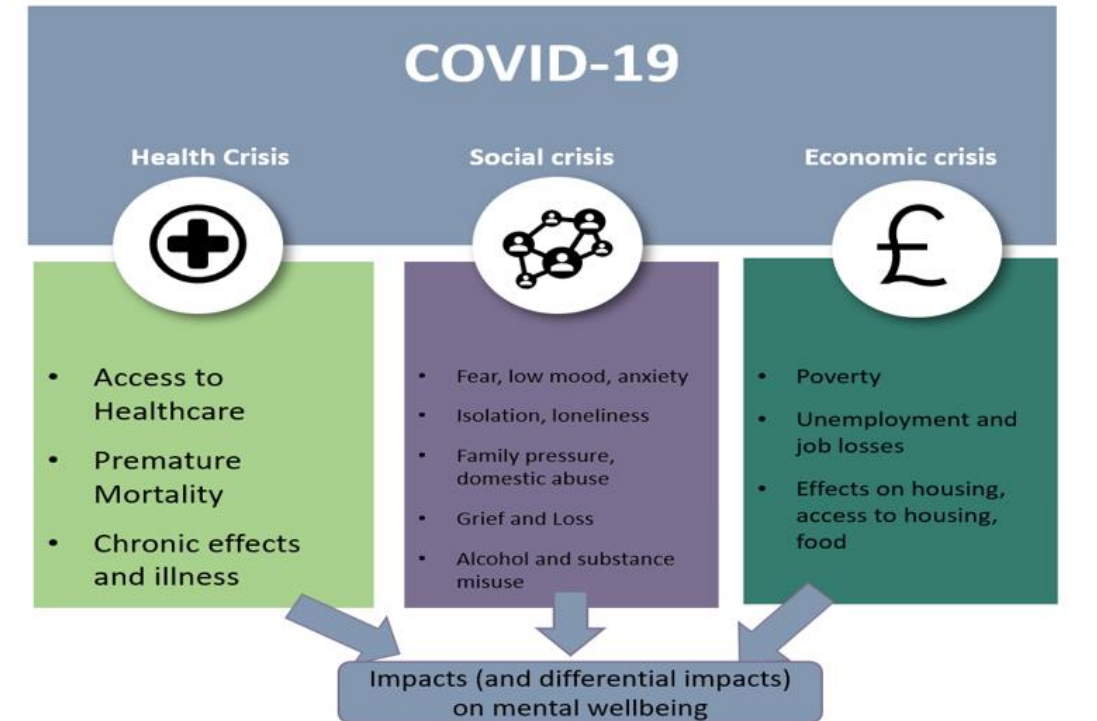 COVID-19
Health Crisis
Social crisis
Economic crisis
£
• Access to
Healthcare
• Premature
Mortality
• Chronic effects
and illness
• Fear, low mood, anxiety
• Isolation, loneliness
• Family pressure,
domestic abuse
• Grief and Loss
• Alcohol and substance
misuse
• Poverty
• Unemployment and
job losses
• Effects on housing,
access to housing,
food
Impacts (and differential impacts)
on mental wellbeing